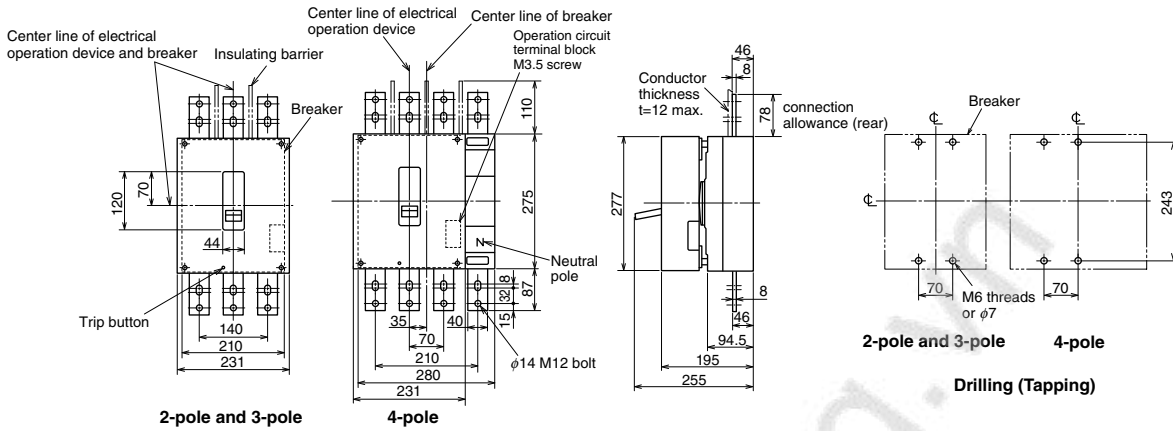 Center line of electrical
operation device and breaker
Insulating barrier
Breaker
120
70
44
Trip button
140
210
231
2-pole and 3-pole
Center line of electrical
operation device
Center line of breaker
Operation circuit
terminal block
M3.5 screw
110
275
N
Neutral
pole
8
32
87
15
35
40
70
210
280
231
φ14 M12 bolt
4-pole
46
8
Conductor
thickness
t=12 max.
78
connection
allowance (rear)
277
8
46
94.5
195
255
Breaker
℄
℄
℄
243
70
70
M6 threads
or φ7
2-pole and 3-pole
4-pole
Drilling (Tapping)